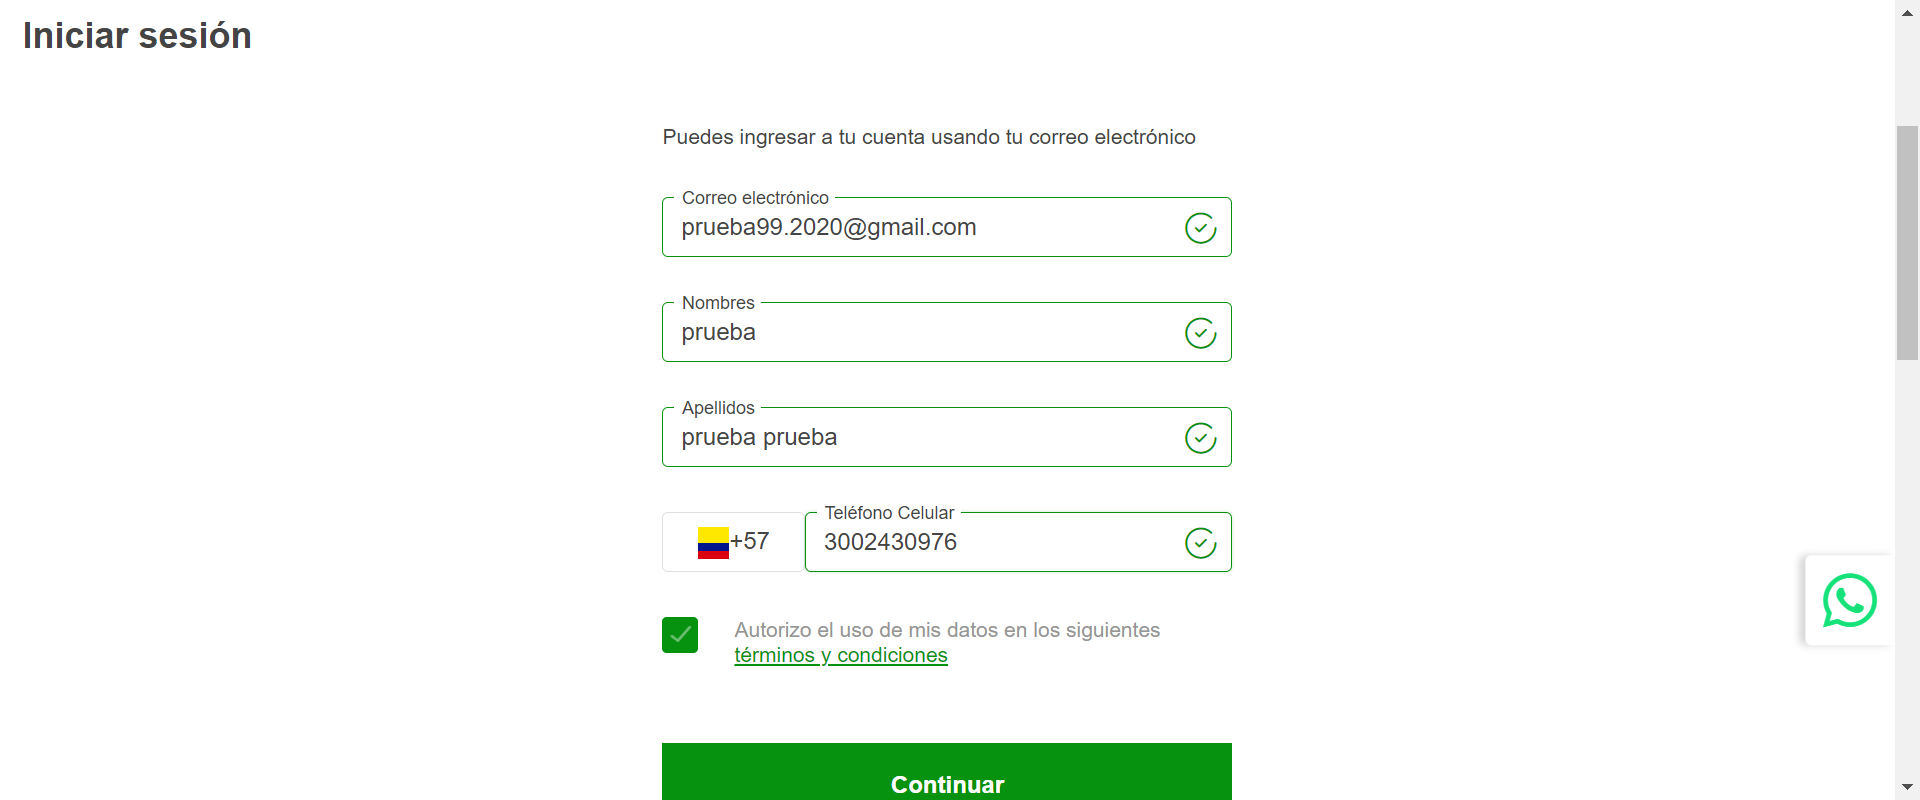 Iniciar sesión
Puedes ingresar a tu cuenta usando tu correo electrónico
Correo electrónico
prueba99.2020@gmail.com
Nombres
prueba
Apellidos
prueba prueba
Teléfono Celular
+57 3002430976
Autorizo el uso de mis datos en los siguientes
términos y condiciones
Continuar